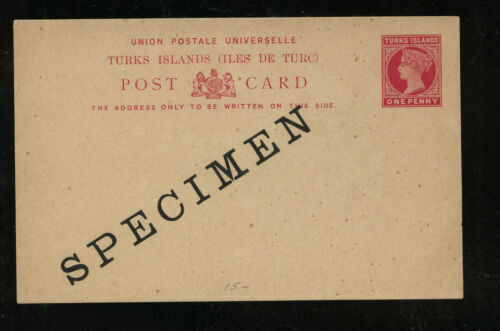 UNION POSTALE UNIVERSELLE
TURKS ISLANDS (ILES DE TURC)
POST CARD
THE ADDRESS ONLY TO BE WRITTEN ON THIS SIDE.
TURKS ISLANDS
ONE PENNY
SPECIMEN
15-